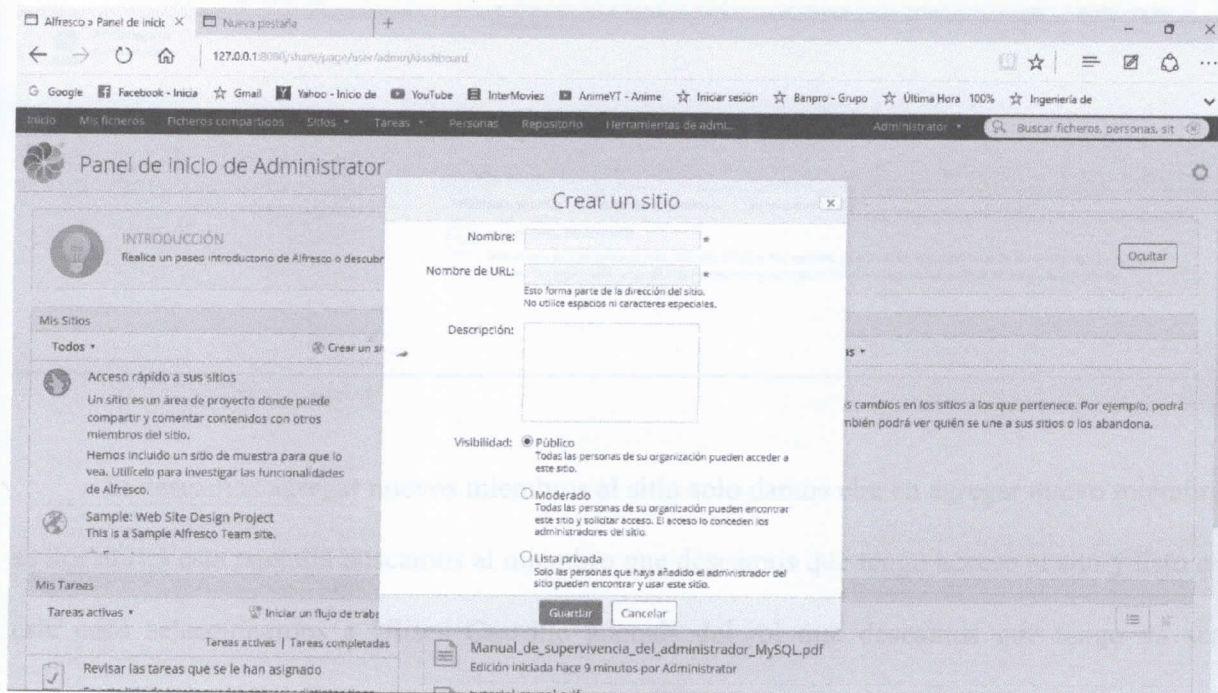 Alfresco » Panel de inicic
Nueva pestaña
127.0.0.1:8080/share/page/user/admin/dashboard
Google
Facebook - Inicia
Gmail
Yahoo - Inicio de
YouTube
InterMoviez
AnimeYT - Anime
Iniciar sesión
Banpro - Grupo
Última Hora 100%
Ingeniería de
Inicio
Mis ficheros
Ficheros compartidos
Sitios
Tareas
Personas
Repositorio
Herramientas de admi...
Administrator
Buscar ficheros, personas, sit
Panel de inicio de Administrator
INTRODUCCIÓN
Realice un paseo introductorio de Alfresco o descubr
Ocultar
Mis Sitios
Todos
Crear un si
Acceso rápido a sus sitios
Un sitio es un área de proyecto donde puede
compartir y comentar contenidos con otros
miembros del sitio.
Hemos incluido un sitio de muestra para que lo
vea. Utilícelo para investigar las funcionalidades
de Alfresco.
Sample: Web Site Design Project
This is a Sample Alfresco Team site.
Mis Tareas
Tareas activas
Iniciar un flujo de trabr
Tareas activas | Tareas completadas
Revisar las tareas que se le han asignado
Crear un sitio
Nombre: *
Nombre de URL: *
Esto forma parte de la dirección del sitio.
No utilice espacios ni caracteres especiales.
Descripción:
Visibilidad: Público
Todas las personas de su organización pueden acceder a
este sitio.
Moderado
Todas las personas de su organización pueden encontrar
este sitio y solicitar acceso. El acceso lo conceden los
administradores del sitio.
Lista privada
Solo las personas que haya añadido el administrador del
sitio pueden encontrar y usar este sitio.
Guardar
Cancelar
as
s cambios en los sitios a los que pertenece. Por ejemplo, podrá
mbién podrá ver quién se une a sus sitios o los abandona.
Manual_de_supervivencia_del_administrador_MySQL.pdf
Edición iniciada hace 9 minutos por Administrator